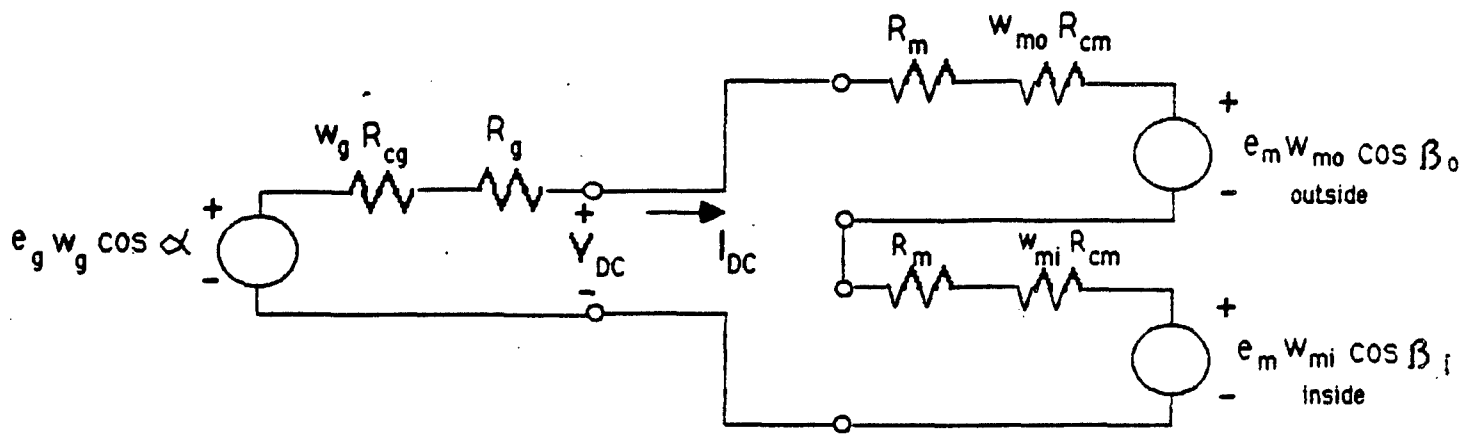 R_m
w_mo R_cm
+
e_m w_mo cos β_o
-
outside
w_g R_cg
R_g
+
e_g w_g cos α
-
+
V_DC
-
I_DC
R_m
w_mi R_cm
+
e_m w_mi cos β_i
-
inside